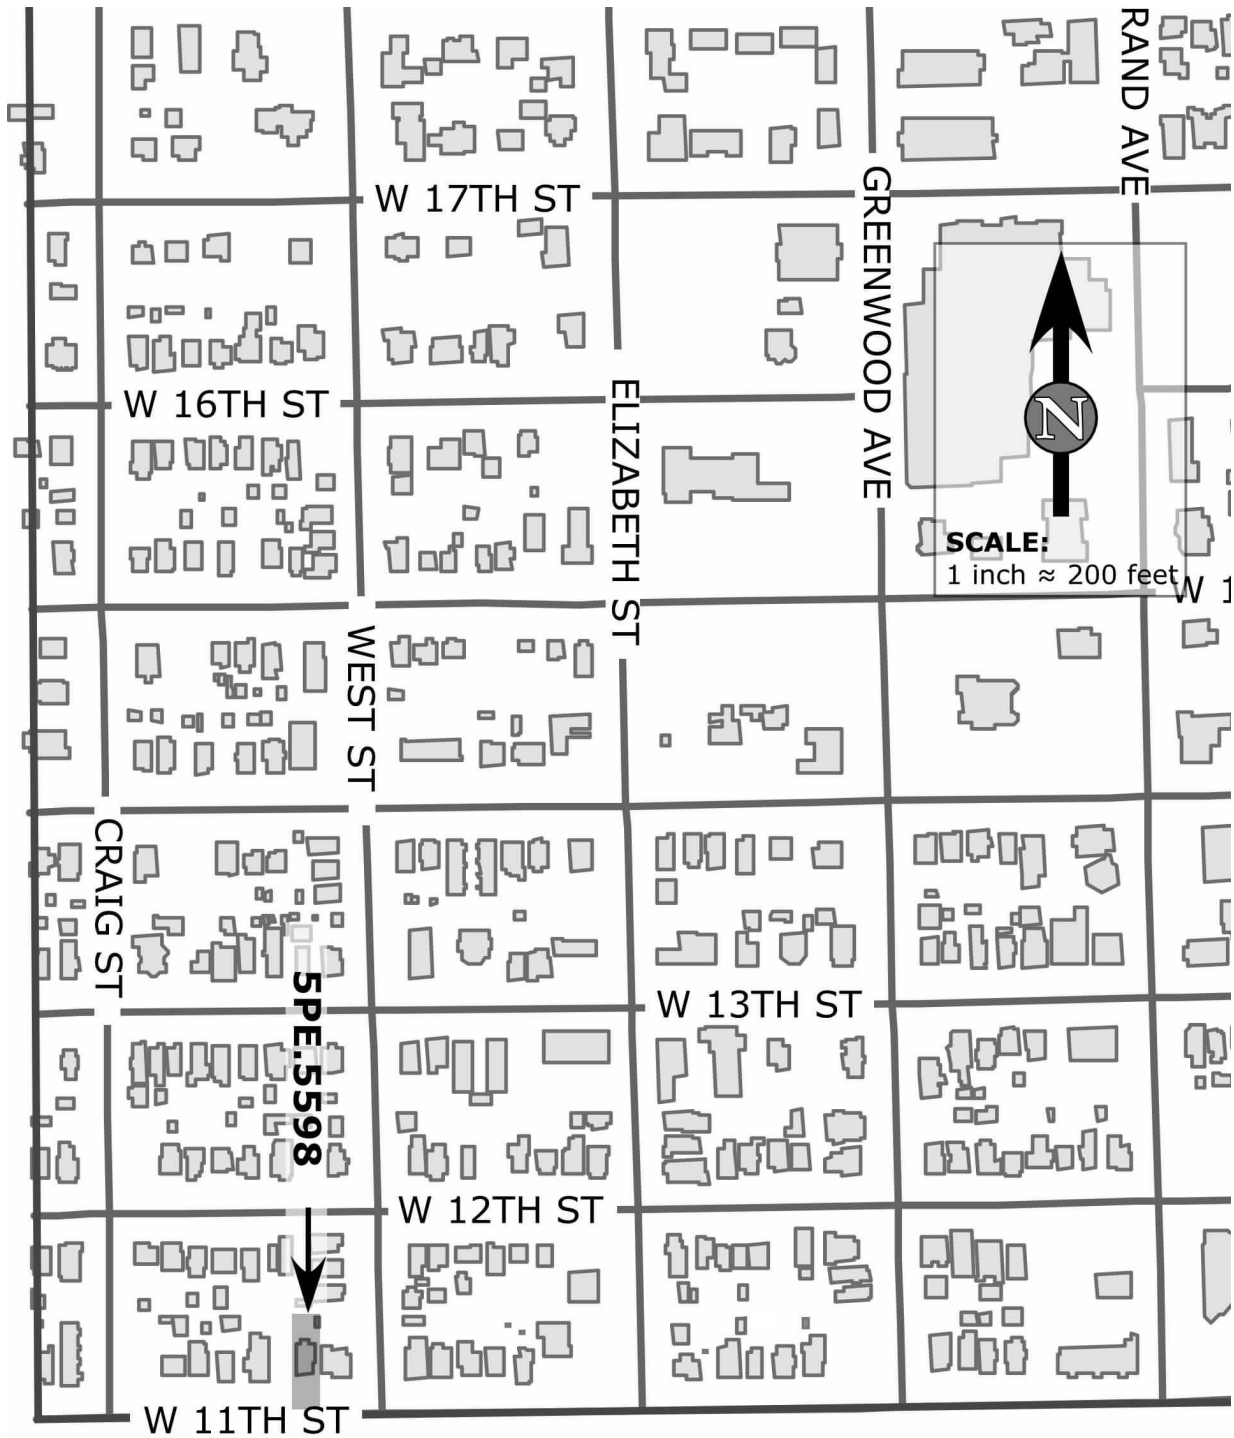 RAND AVE
W 17TH ST
GREENWOOD AVE
W 16TH ST
ELIZABETH ST
N
SCALE:
1 inch ≈ 200 feet
W 1
WEST ST
CRAIG ST
5PE.5598
W 13TH ST
W 12TH ST
W 11TH ST